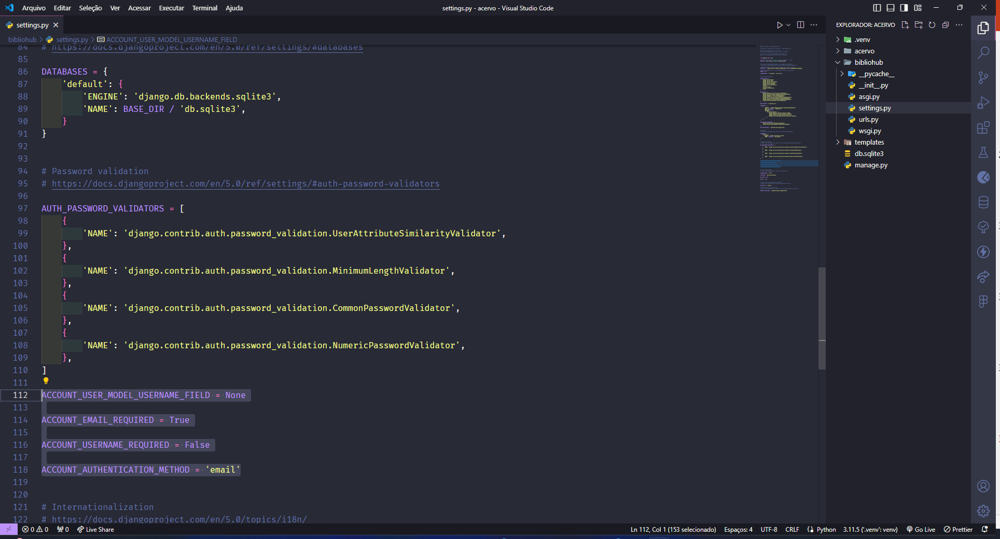 Arquivo Editar Seleção Ver Acessar Executar Terminal Ajuda
settings.py - acervo - Visual Studio Code
settings.py
bibliohub > settings.py > ACCOUNT_USER_MODEL_USERNAME_FIELD
84 # https://docs.djangoproject.com/en/5.0/ref/settings/#databases
85
86 DATABASES = {
87     'default': {
88         'ENGINE': 'django.db.backends.sqlite3',
89         'NAME': BASE_DIR / 'db.sqlite3',
90     }
91 }
92
93
94 # Password validation
95 # https://docs.djangoproject.com/en/5.0/ref/settings/#auth-password-validators
96
97 AUTH_PASSWORD_VALIDATORS = [
98     {
99         'NAME': 'django.contrib.auth.password_validation.UserAttributeSimilarityValidator',
100     },
101     {
102         'NAME': 'django.contrib.auth.password_validation.MinimumLengthValidator',
103     },
104     {
105         'NAME': 'django.contrib.auth.password_validation.CommonPasswordValidator',
106     },
107     {
108         'NAME': 'django.contrib.auth.password_validation.NumericPasswordValidator',
109     },
110 ]
111
112 ACCOUNT_USER_MODEL_USERNAME_FIELD = None
113
114 ACCOUNT_EMAIL_REQUIRED = True
115
116 ACCOUNT_USERNAME_REQUIRED = False
117
118 ACCOUNT_AUTHENTICATION_METHOD = 'email'
119
120
121 # Internationalization
122 # https://docs.djangoproject.com/en/5.0/topics/i18n/
EXPLORADOR: ACERVO
.venv
acervo
bibliohub
__pycache__
__init__.py
asgi.py
settings.py
urls.py
wsgi.py
templates
db.sqlite3
manage.py
0 0 0 Live Share
Ln 112, Col 1 (153 selecionado) Espaços: 4 UTF-8 CRLF Python 3.11.5 ('.venv': venv) Go Live Prettier